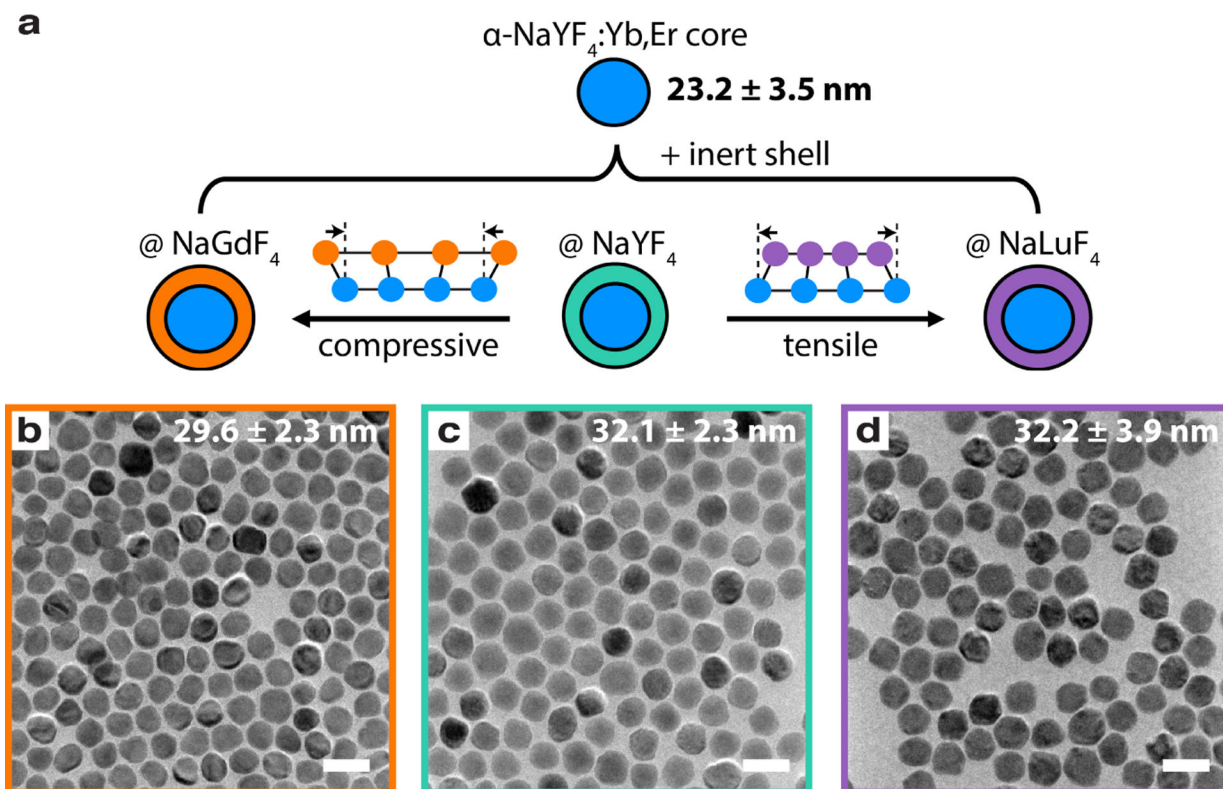 a
α-NaYF₄:Yb,Er core
23.2 ± 3.5 nm
+ inert shell
@ NaGdF₄
@ NaYF₄
@ NaLuF₄
compressive
tensile
b
29.6 ± 2.3 nm
c
32.1 ± 2.3 nm
d
32.2 ± 3.9 nm